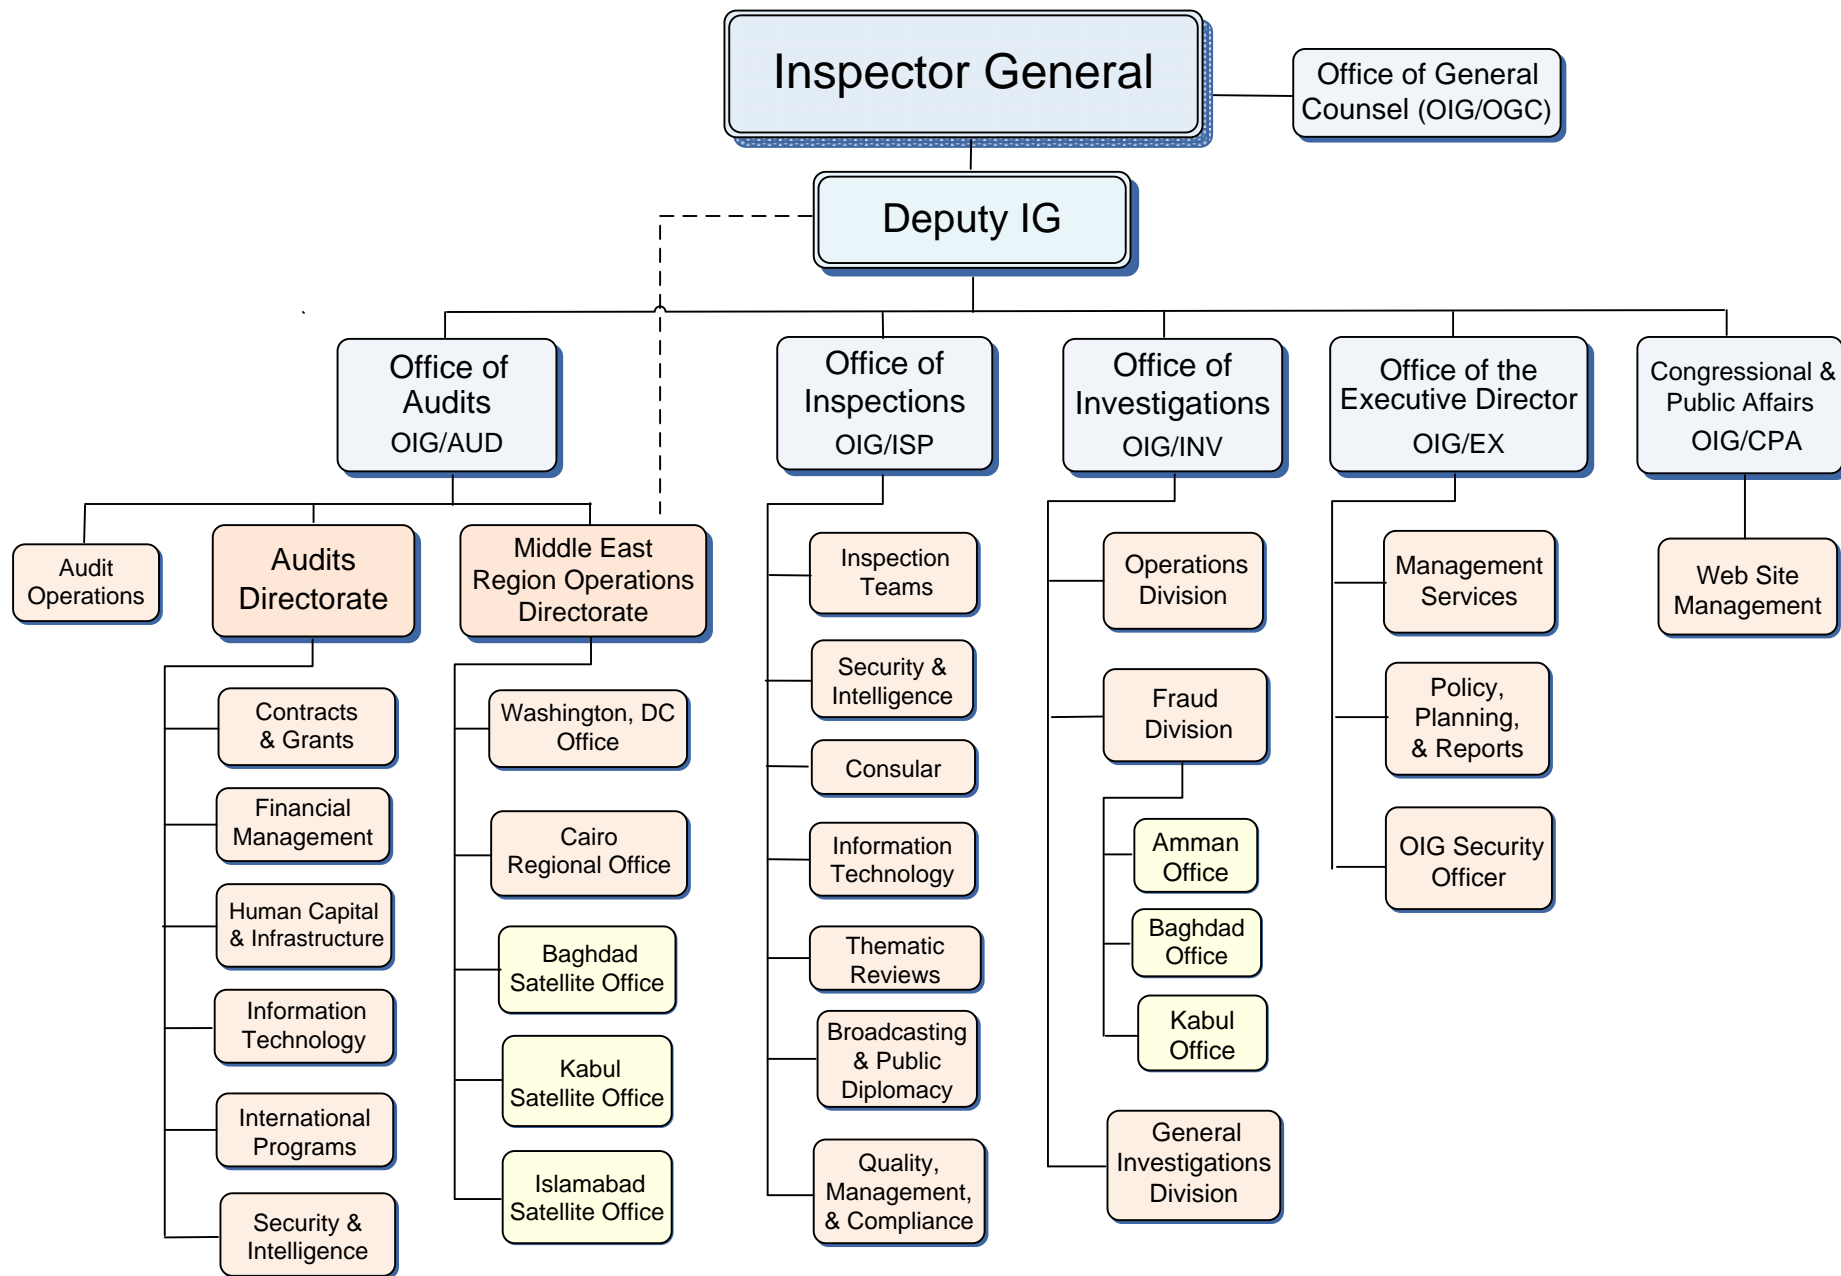 Inspector General
Office of General
Counsel (OIG/OGC)
Deputy IG
Office of
Audits
OIG/AUD
Office of
Inspections
OIG/ISP
Office of
Investigations
OIG/INV
Office of the
Executive Director
OIG/EX
Congressional &
Public Affairs
OIG/CPA
Audit
Operations
Audits
Directorate
Middle East
Region Operations
Directorate
Contracts
& Grants
Financial
Management
Human Capital
& Infrastructure
Information
Technology
International
Programs
Security &
Intelligence
Washington, DC
Office
Cairo
Regional Office
Baghdad
Satellite Office
Kabul
Satellite Office
Islamabad
Satellite Office
Inspection
Teams
Security &
Intelligence
Consular
Information
Technology
Thematic
Reviews
Broadcasting
& Public
Diplomacy
Quality,
Management,
& Compliance
Operations
Division
Fraud
Division
Amman
Office
Baghdad
Office
Kabul
Office
General
Investigations
Division
Management
Services
Policy,
Planning,
& Reports
OIG Security
Officer
Web Site
Management